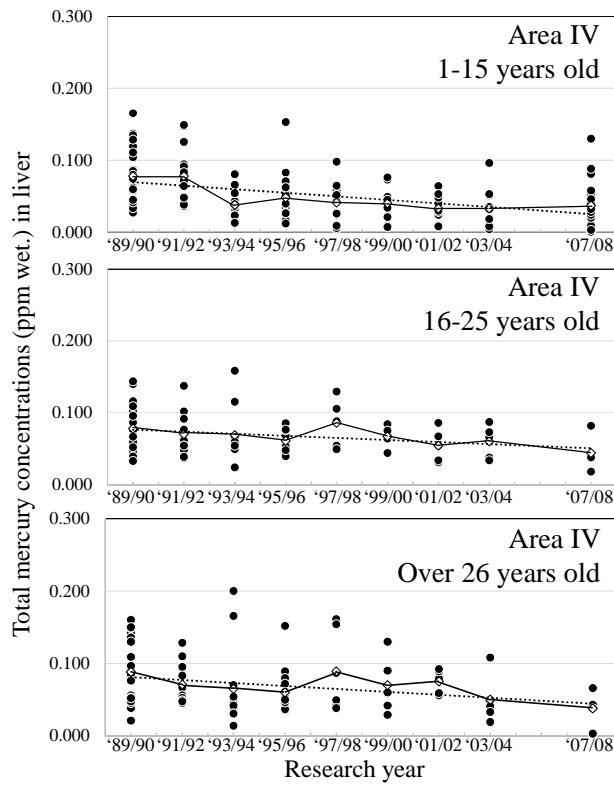 Total mercury concentrations (ppm wet.) in liver
0.300
0.200
0.100
0.000
Area IV
1-15 years old
‘89/90 ‘91/92 ‘93/94 ‘95/96 ‘97/98 ‘99/00 ‘01/02 ‘03/04 ‘07/08
0.300
0.200
0.100
0.000
Area IV
16-25 years old
‘89/90 ‘91/92 ‘93/94 ‘95/96 ‘97/98 ‘99/00 ‘01/02 ‘03/04 ‘07/08
0.300
0.200
0.100
0.000
Area IV
Over 26 years old
‘89/90 ‘91/92 ‘93/94 ‘95/96 ‘97/98 ‘99/00 ‘01/02 ‘03/04 ‘07/08
Research year